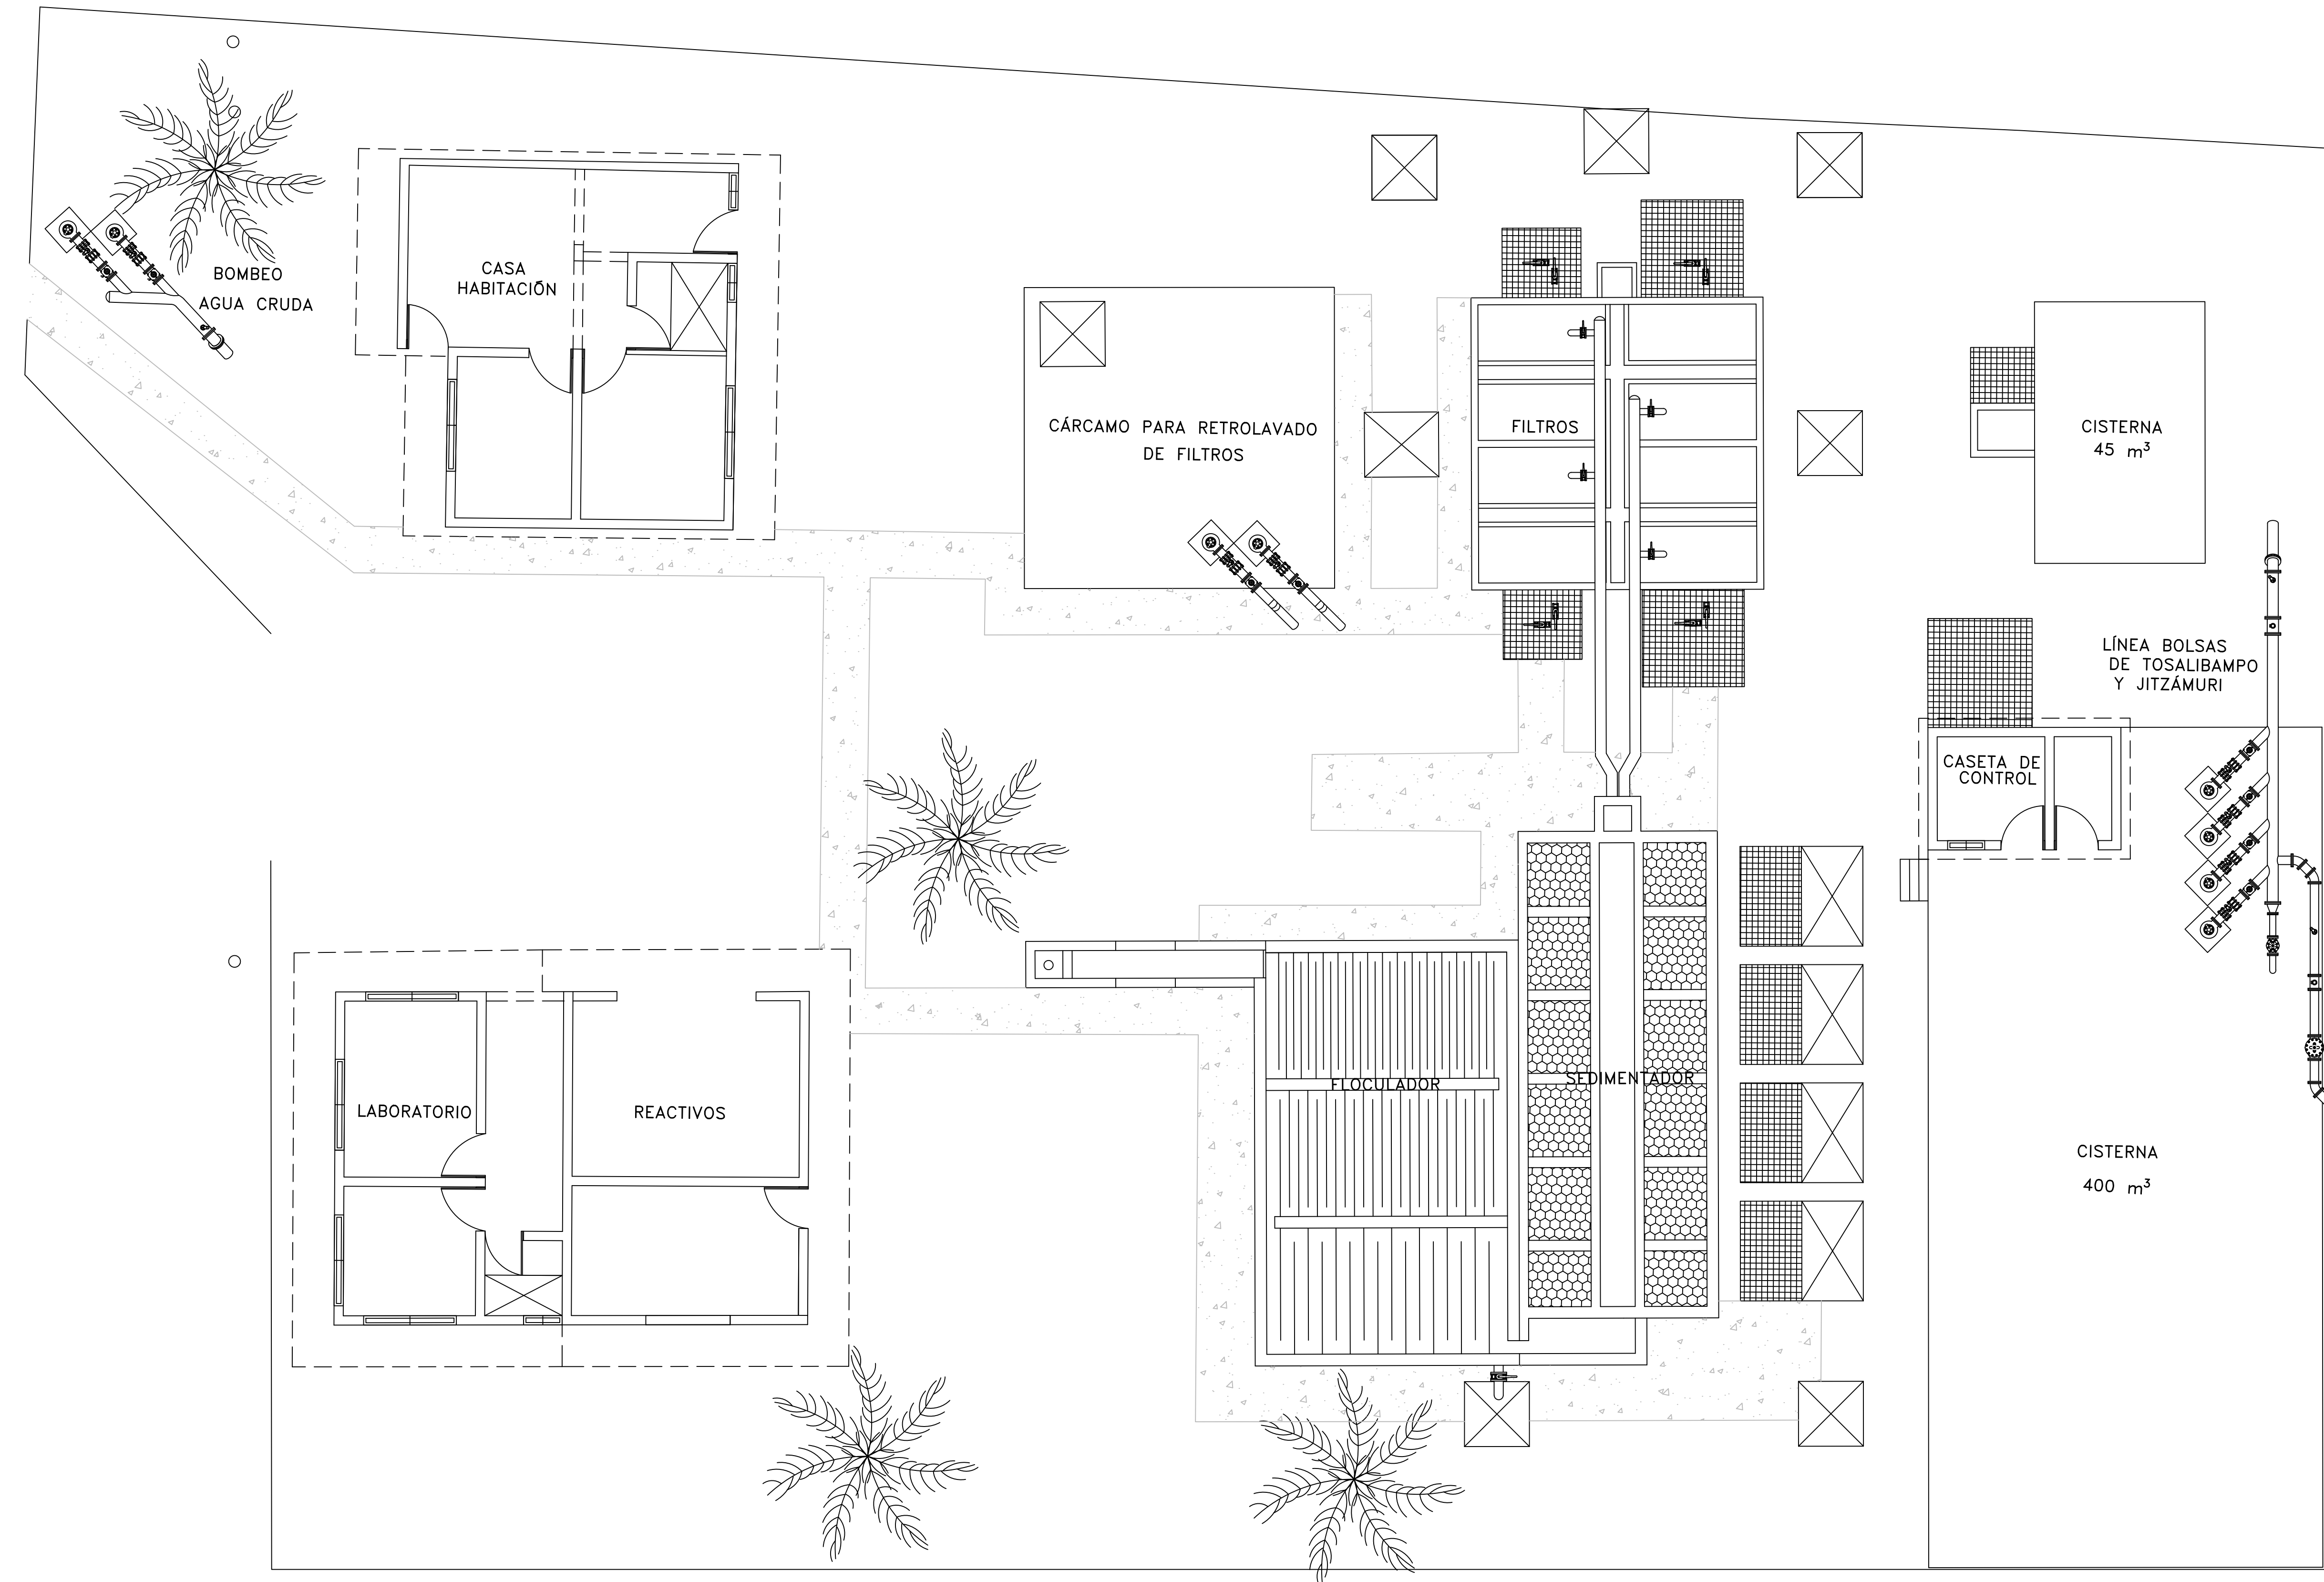 BOMBEO
AGUA CRUDA
CASA
HABITACIÓN
CÁRCAMO PARA RETROLAVADO
DE FILTROS
FILTROS
CISTERNA
45 m³
LÍNEA BOLSAS
DE TOSALIBAMPO
Y JITZÁMURI
CASETA DE
CONTROL
LABORATORIO
REACTIVOS
FLOCULADOR
SEDIMENTADOR
CISTERNA
400 m³